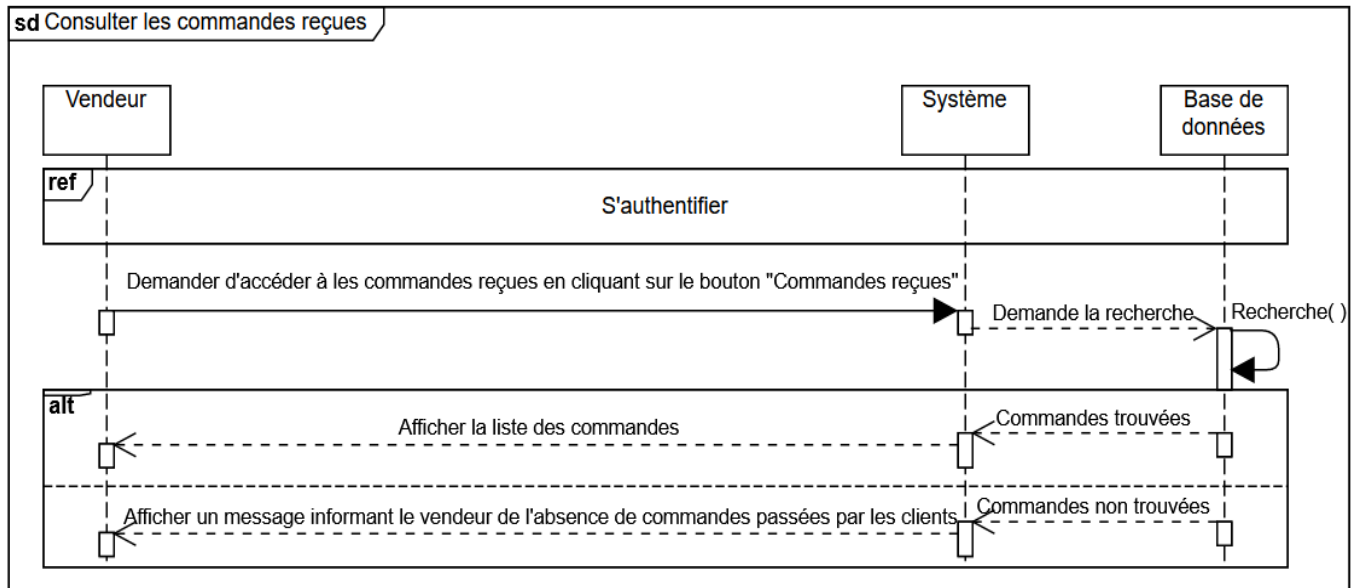 sd Consulter les commandes reçues
Vendeur
Système
Base de
données
ref
S'authentifier
Demander d'accéder à les commandes reçues en cliquant sur le bouton "Commandes reçues"
Demande la recherche
Recherche( )
alt
Afficher la liste des commandes
Commandes trouvées
Afficher un message informant le vendeur de l'absence de commandes passées par les clients
Commandes non trouvées